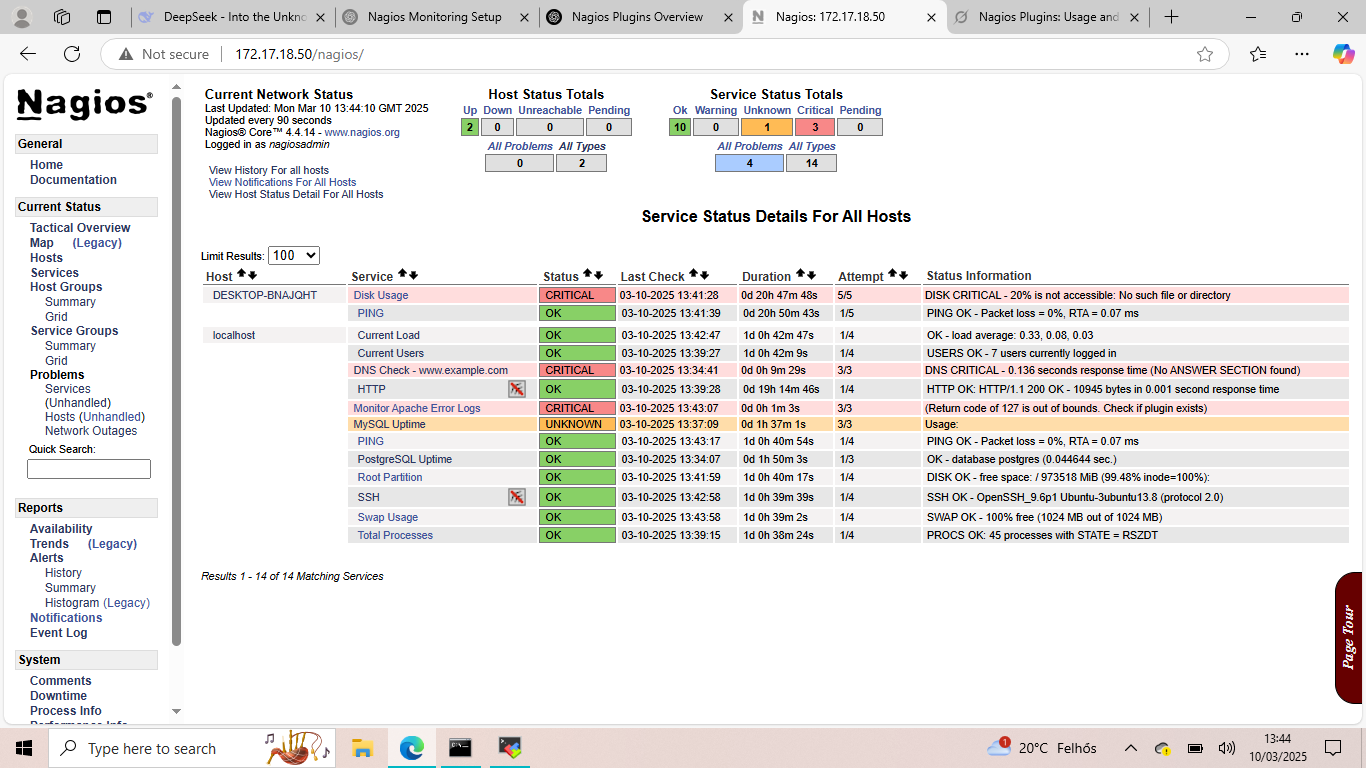 DeepSeek - Into the Unkno
Nagios Monitoring Setup
Nagios Plugins Overview
Nagios: 172.17.18.50
Nagios Plugins: Usage and
Not secure 172.17.18.50/nagios/
Nagios®
General
Home
Documentation
Current Status
Tactical Overview
Map (Legacy)
Hosts
Services
Host Groups
Summary
Grid
Service Groups
Summary
Grid
Problems
Services
(Unhandled)
Hosts (Unhandled)
Network Outages
Quick Search:
Reports
Availability
Trends (Legacy)
Alerts
History
Summary
Histogram (Legacy)
Notifications
Event Log
System
Comments
Downtime
Process Info
Performance Info
Current Network Status
Last Updated: Mon Mar 10 13:44:10 GMT 2025
Updated every 90 seconds
Nagios® Core™ 4.4.14 - www.nagios.org
Logged in as nagiosadmin
View History For all hosts
View Notifications For All Hosts
View Host Status Detail For All Hosts
Host Status Totals
Up Down Unreachable Pending
2 0 0 0
All Problems All Types
0 2
Service Status Totals
Ok Warning Unknown Critical Pending
10 0 1 3 0
All Problems All Types
4 14
Service Status Details For All Hosts
Limit Results: 100
Host Service Status Last Check Duration Attempt Status Information
DESKTOP-BNAJQHT Disk Usage CRITICAL 03-10-2025 13:41:28 0d 20h 47m 48s 5/5 DISK CRITICAL - 20% is not accessible: No such file or directory
PING OK 03-10-2025 13:41:39 0d 20h 50m 43s 1/5 PING OK - Packet loss = 0%, RTA = 0.07 ms
localhost Current Load OK 03-10-2025 13:42:47 1d 0h 42m 47s 1/4 OK - load average: 0.33, 0.08, 0.03
Current Users OK 03-10-2025 13:39:27 1d 0h 42m 9s 1/4 USERS OK - 7 users currently logged in
DNS Check - www.example.com CRITICAL 03-10-2025 13:34:41 0d 0h 9m 29s 3/3 DNS CRITICAL - 0.136 seconds response time (No ANSWER SECTION found)
HTTP OK 03-10-2025 13:39:28 0d 19h 14m 46s 1/4 HTTP OK: HTTP/1.1 200 OK - 10945 bytes in 0.001 second response time
Monitor Apache Error Logs CRITICAL 03-10-2025 13:43:07 0d 0h 1m 3s 3/3 (Return code of 127 is out of bounds. Check if plugin exists)
MySQL Uptime UNKNOWN 03-10-2025 13:37:09 0d 1h 37m 1s 3/3 Usage:
PING OK 03-10-2025 13:43:17 1d 0h 40m 54s 1/4 PING OK - Packet loss = 0%, RTA = 0.07 ms
PostgreSQL Uptime OK 03-10-2025 13:34:07 0d 1h 50m 3s 1/3 OK - database postgres (0.044644 sec.)
Root Partition OK 03-10-2025 13:41:59 1d 0h 40m 17s 1/4 DISK OK - free space: / 973518 MiB (99.48% inode=100%):
SSH OK 03-10-2025 13:42:58 1d 0h 39m 39s 1/4 SSH OK - OpenSSH_9.6p1 Ubuntu-3ubuntu13.8 (protocol 2.0)
Swap Usage OK 03-10-2025 13:43:58 1d 0h 39m 2s 1/4 SWAP OK - 100% free (1024 MB out of 1024 MB)
Total Processes OK 03-10-2025 13:39:15 1d 0h 38m 24s 1/4 PROCS OK: 45 processes with STATE = RSZDT
Results 1 - 14 of 14 Matching Services
Page Tour
Type here to search
1
20°C Felhős
13:44
10/03/2025